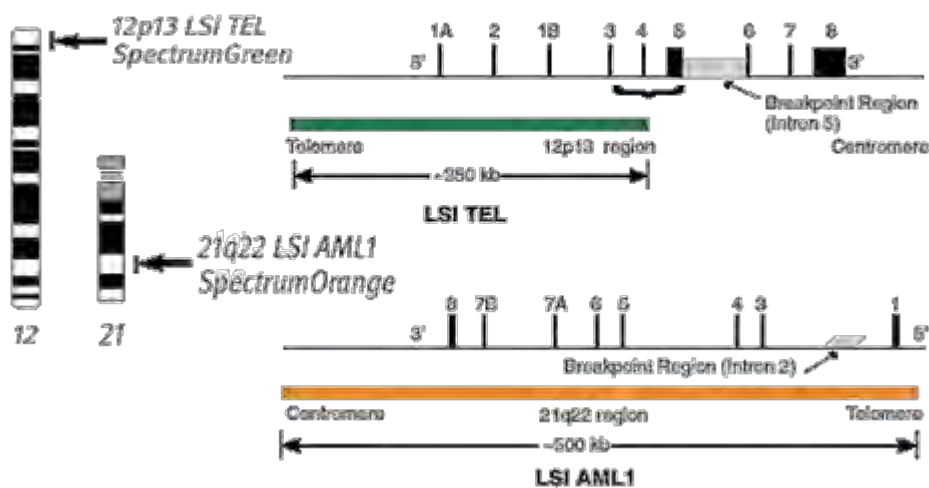 12p13 LSI TEL
SpectrumGreen
21q22 LSI AML1
SpectrumOrange
12
21
1A 2 1B 3 4 5 6 7 8
5' 3'
Breakpoint Region
(Intron 5)
Telomere 12p13 region Centromere
~350 kb
LSI TEL
8 7B 7A 6 5 4 3 1
3' 5'
Breakpoint Region (Intron 2)
Centromere 21q22 region Telomere
~500 kb
LSI AML1